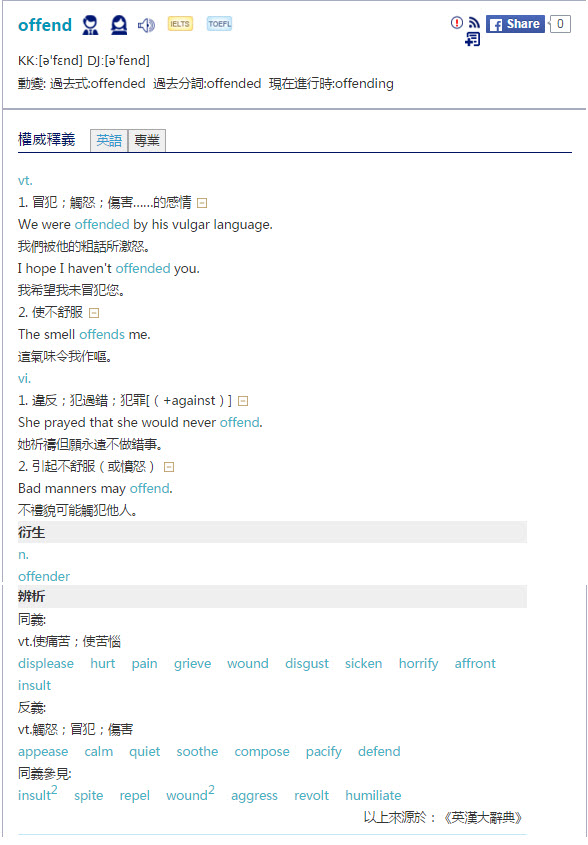 offend IELTS TOEFL Share 0
KK:[ə'fɛnd] DJ:[ə'fend]
動變: 過去式:offended 過去分詞:offended 現在進行時:offending
權威釋義 英語 專業
vt.
1. 冒犯；觸怒；傷害……的感情
We were offended by his vulgar language.
我們被他的粗話所激怒。
I hope I haven't offended you.
我希望我未冒犯您。
2. 使不舒服
The smell offends me.
這氣味令我作嘔。
vi.
1. 違反；犯過錯；犯罪[（+against）]
She prayed that she would never offend.
她祈禱但願永遠不做錯事。
2. 引起不舒服（或憤怒）
Bad manners may offend.
不禮貌可能觸犯他人。
衍生
n.
offender
辨析
同義:
vt.使痛苦；使苦惱
displease hurt pain grieve wound disgust sicken horrify affront
insult
反義:
vt.觸怒；冒犯；傷害
appease calm quiet soothe compose pacify defend
同義參見:
insult2 spite repel wound2 aggress revolt humiliate
以上來源於：《英漢大辭典》